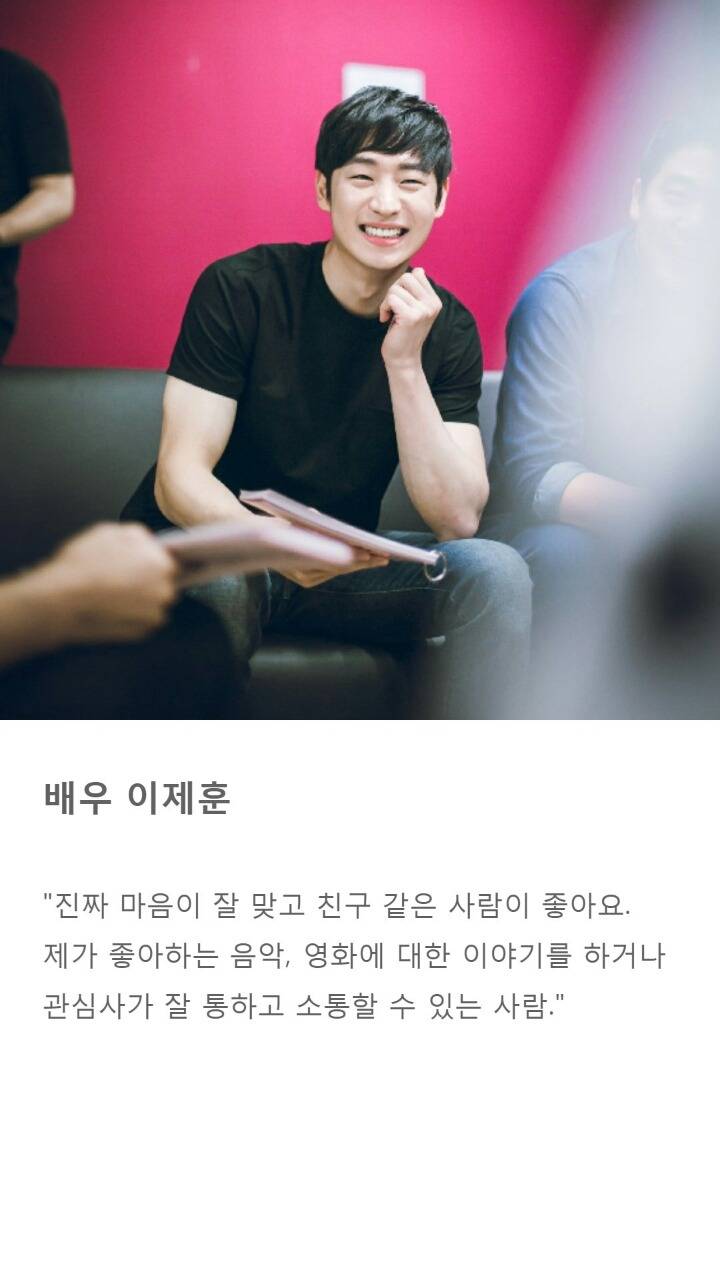 배우 이제훈
"진짜 마음이 잘 맞고 친구 같은 사람이 좋아요.
제가 좋아하는 음악, 영화에 대한 이야기를 하거나
관심사가 잘 통하고 소통할 수 있는 사람."